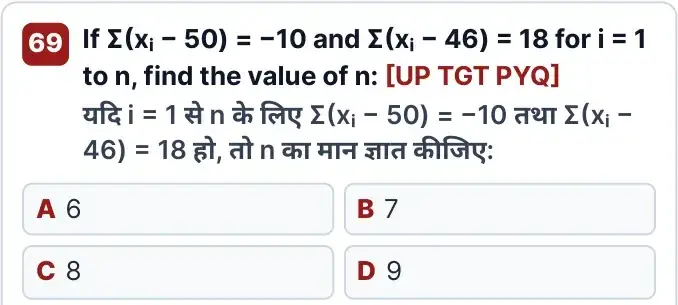 69 If Σ(xᵢ − 50) = −10 and Σ(xᵢ − 46) = 18 for i = 1
to n, find the value of n: [UP TGT PYQ]
यदि i = 1 से n के लिए Σ(xᵢ − 50) = −10 तथा Σ(xᵢ −
46) = 18 हो, तो n का मान ज्ञात कीजिए:
A 6 B 7
C 8 D 9